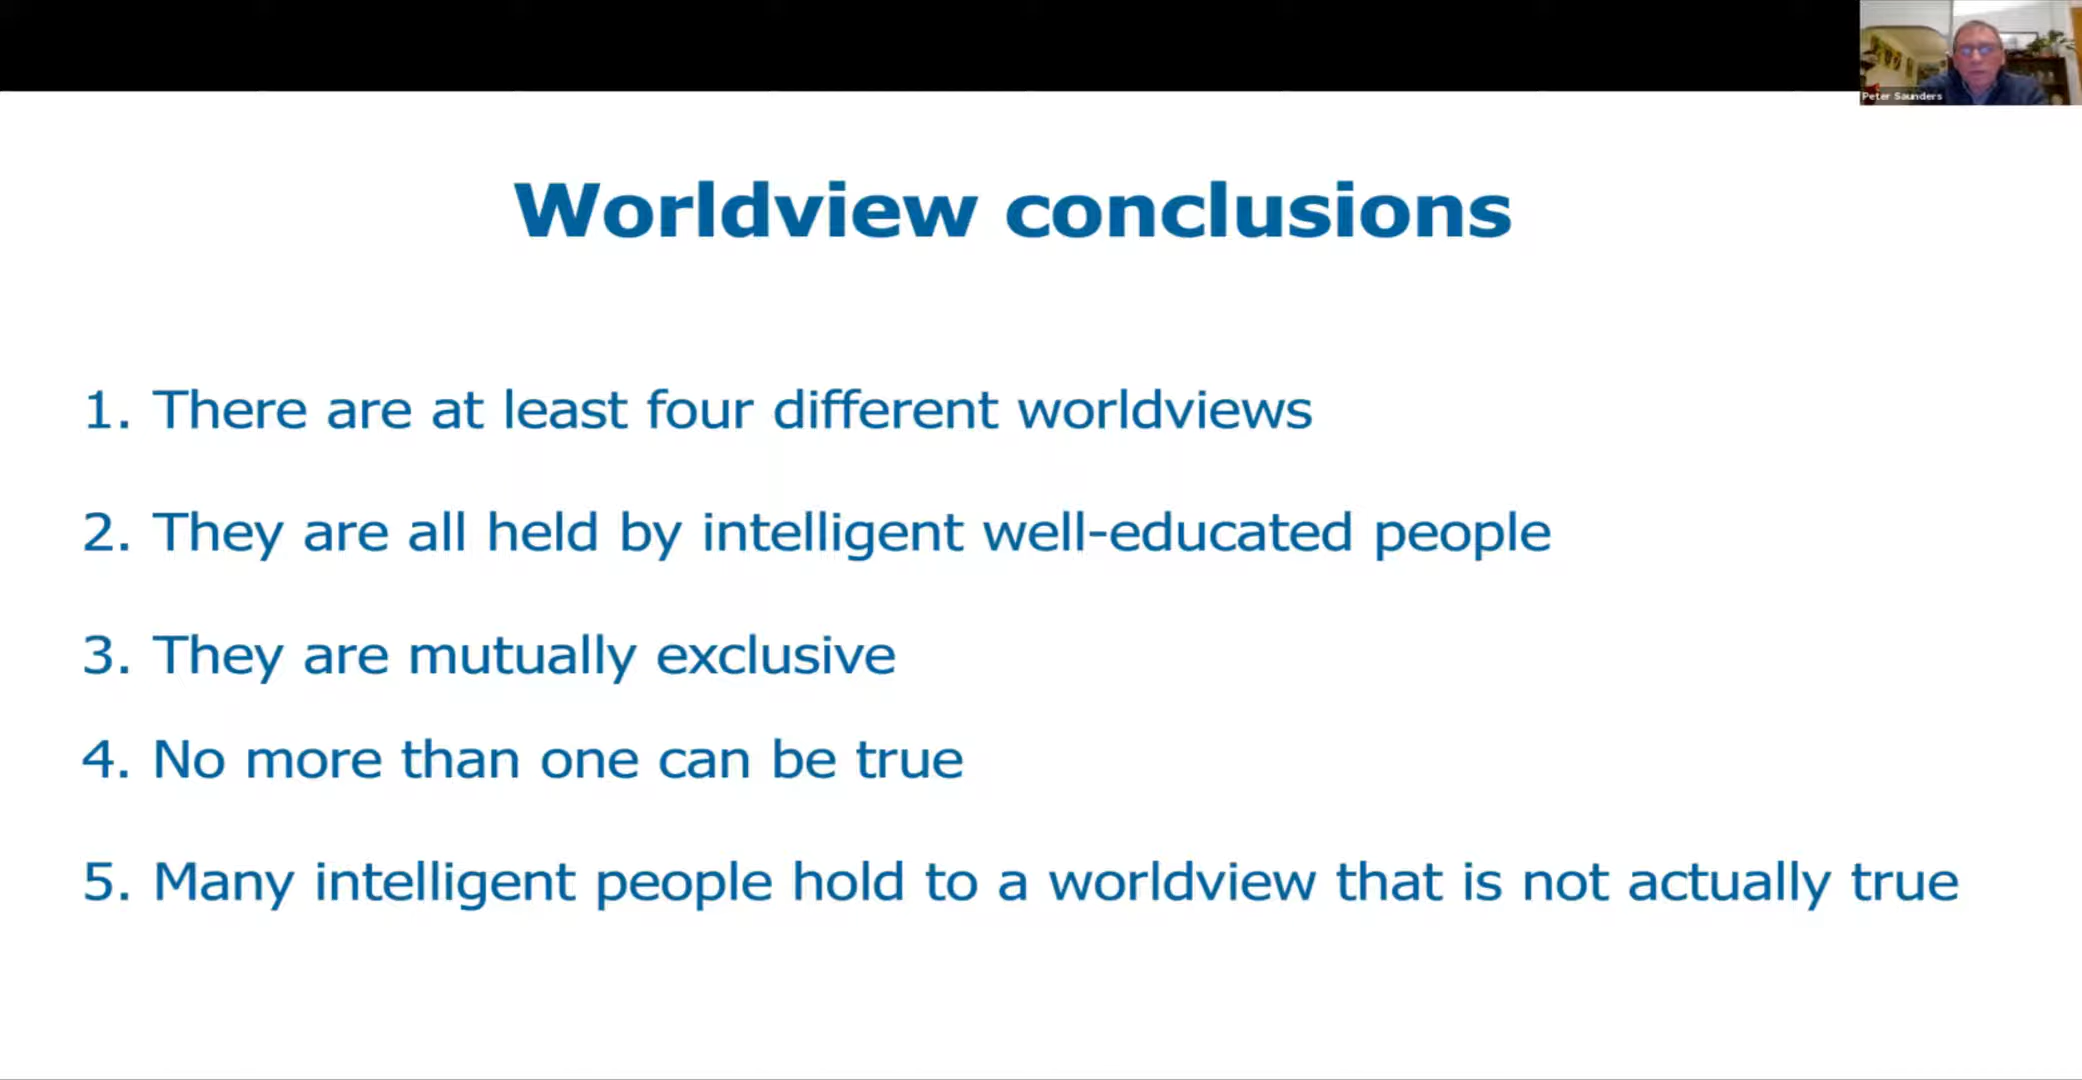 Peter Saunders
Worldview conclusions
1. There are at least four different worldviews
2. They are all held by intelligent well-educated people
3. They are mutually exclusive
4. No more than one can be true
5. Many intelligent people hold to a worldview that is not actually true